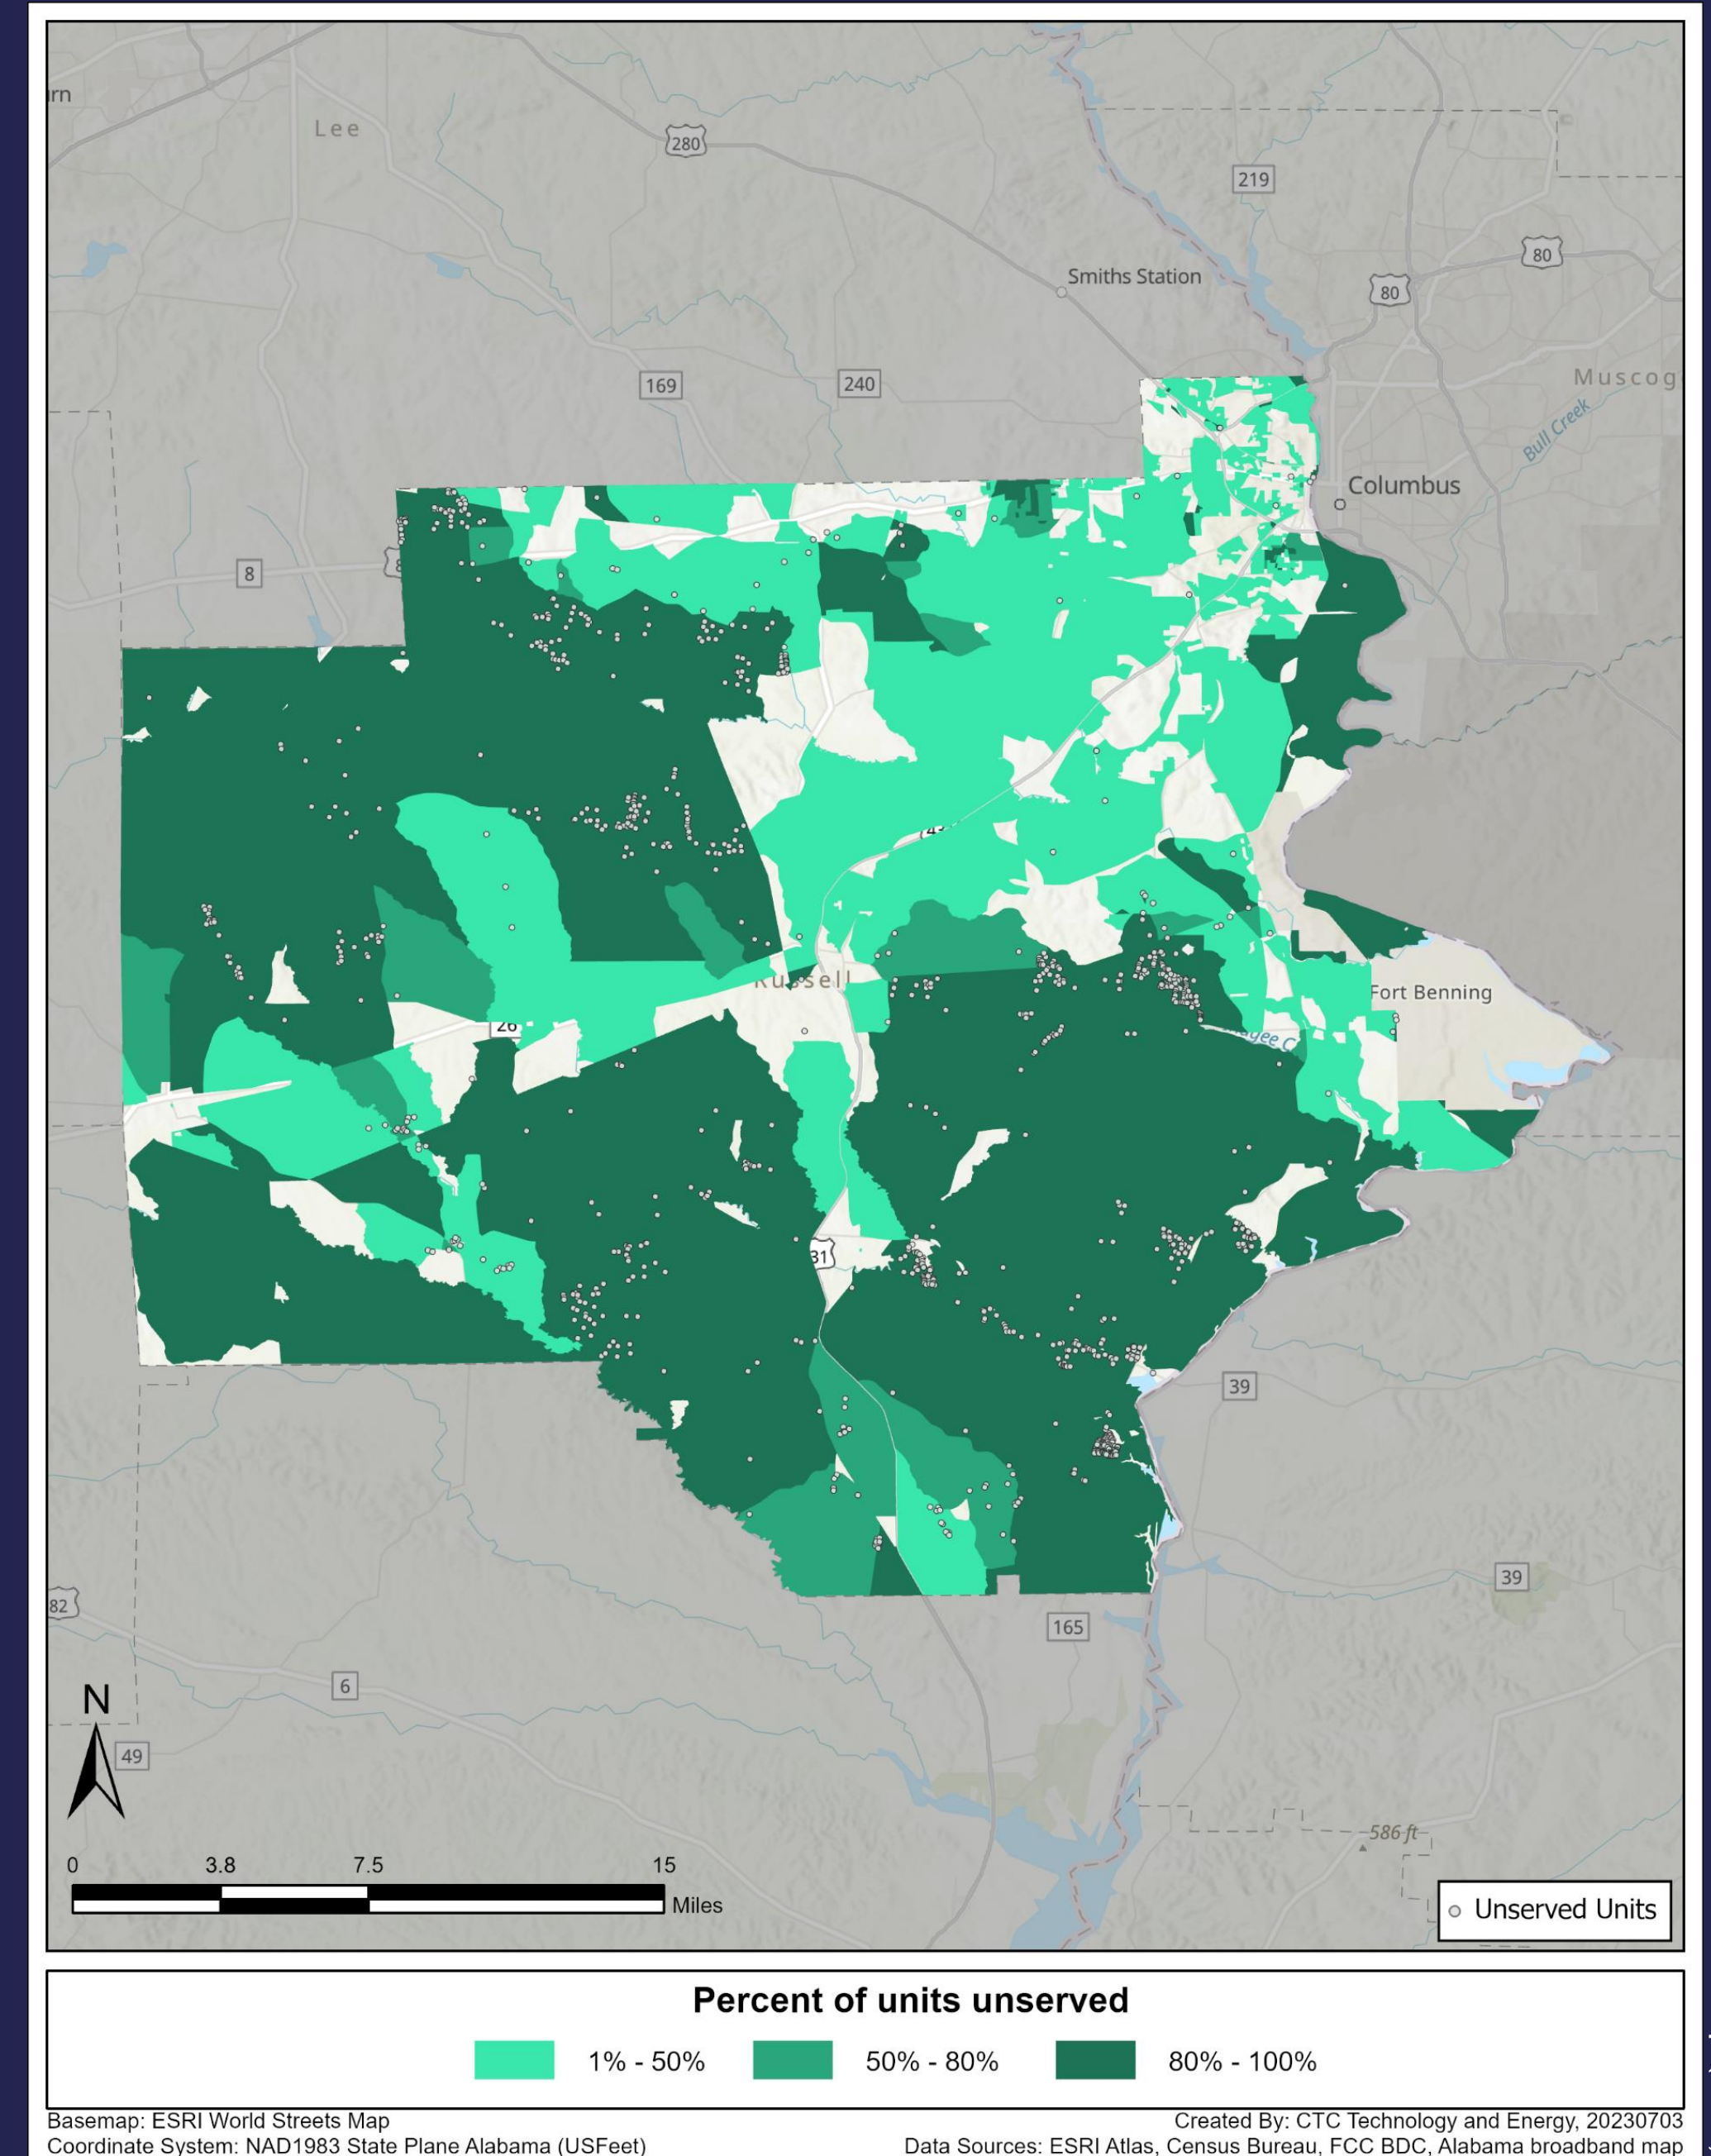 Lee
280
219
80
80
Smiths Station
Muscog
169
240
Bull Creek
Columbus
8
Russell
Fort Benning
26
31
39
39
82
165
6
N
49
586 ft
0 3.8 7.5 15
Miles
Unserved Units
Percent of units unserved
1% - 50% 50% - 80% 80% - 100%
Basemap: ESRI World Streets Map
Created By: CTC Technology and Energy, 20230703
Coordinate System: NAD1983 State Plane Alabama (USFeet)
Data Sources: ESRI Atlas, Census Bureau, FCC BDC, Alabama broadband map